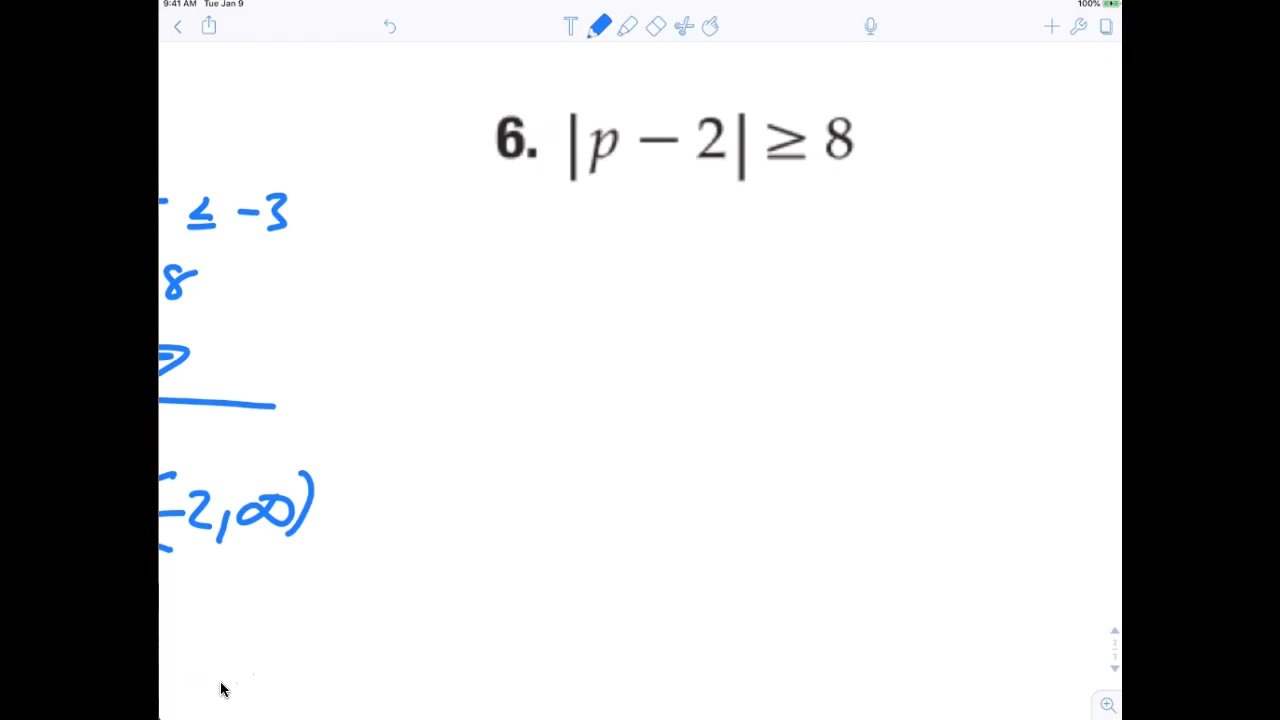 9:41 AM Tue Jan 9
100%
6. |p − 2| ≥ 8
≤ -3
8
[-2, ∞)